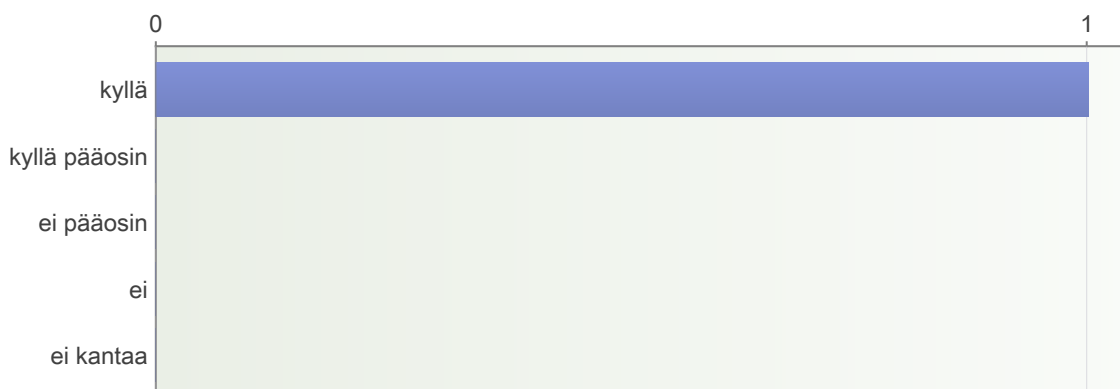 0 1
kyllä
kyllä pääosin
ei pääosin
ei
ei kantaa